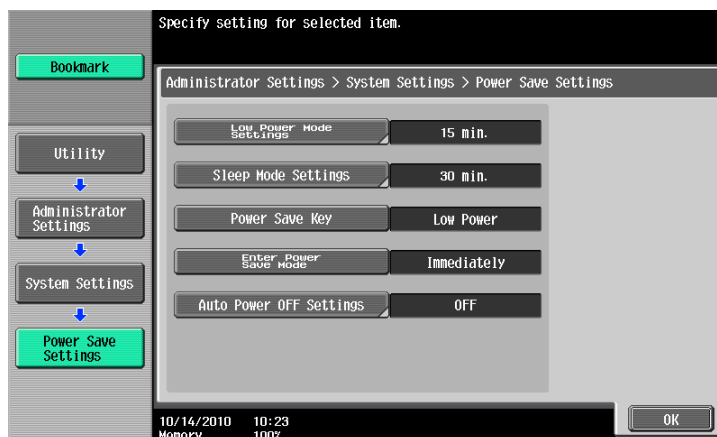 Specify setting for selected item.
Bookmark
Administrator Settings > System Settings > Power Save Settings
Utility
Administrator
Settings
System Settings
Power Save
Settings
Low Power Mode
Settings
15 min.
Sleep Mode Settings
30 min.
Power Save Key
Low Power
Enter Power
Save Mode
Immediately
Auto Power OFF Settings
OFF
10/14/2010 10:23
Memory 100%
OK